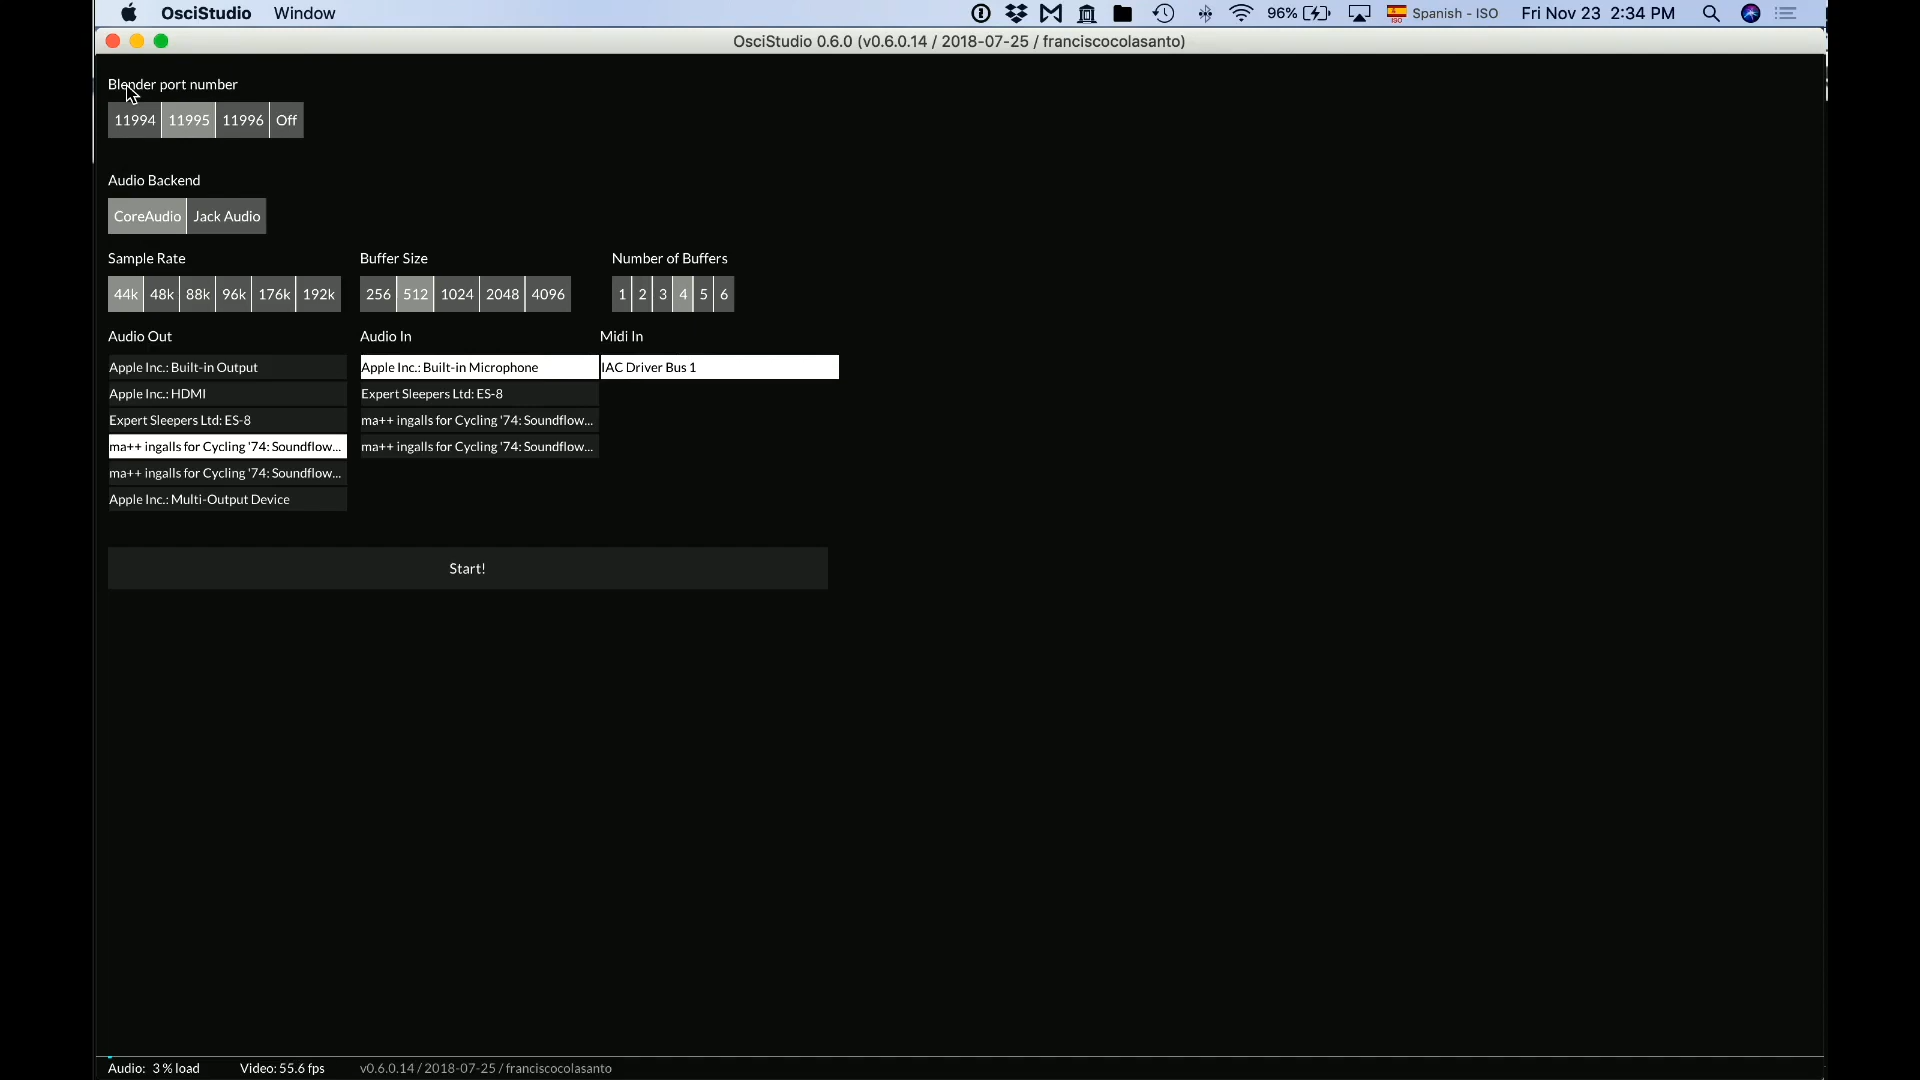 OsciStudio Window 96% Spanish - ISO Fri Nov 23 2:34 PM
OsciStudio 0.6.0 (v0.6.0.14 / 2018-07-25 / franciscocolasanto)
Blender port number
11994 11995 11996 Off
Audio Backend
CoreAudio Jack Audio
Sample Rate Buffer Size Number of Buffers
44k 48k 88k 96k 176k 192k 256 512 1024 2048 4096 1 2 3 4 5 6
Audio Out Audio In Midi In
Apple Inc.: Built-in Output Apple Inc.: Built-in Microphone IAC Driver Bus 1
Apple Inc.: HDMI Expert Sleepers Ltd: ES-8
Expert Sleepers Ltd: ES-8 ma++ ingalls for Cycling '74: Soundflow...
ma++ ingalls for Cycling '74: Soundflow... ma++ ingalls for Cycling '74: Soundflow...
ma++ ingalls for Cycling '74: Soundflow...
Apple Inc.: Multi-Output Device
Start!
Audio: 3 % load Video: 55.6 fps v0.6.0.14 / 2018-07-25 / franciscocolasanto